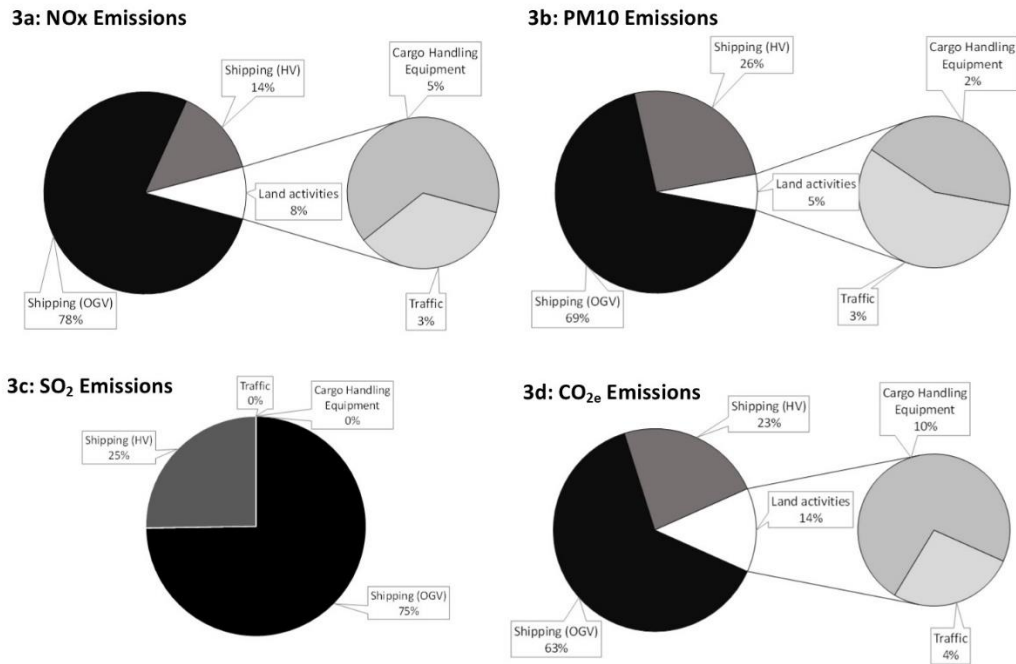 3a: NOx Emissions
Shipping (HV)
14%
Cargo Handling
Equipment
5%
Land activities
8%
Shipping (OGV)
78%
Traffic
3%
3b: PM10 Emissions
Shipping (HV)
26%
Cargo Handling
Equipment
2%
Land activities
5%
Shipping (OGV)
69%
Traffic
3%
3c: SO₂ Emissions
Traffic
0%
Cargo Handling
Equipment
0%
Shipping (HV)
25%
Shipping (OGV)
75%
3d: CO₂ₑ Emissions
Shipping (HV)
23%
Cargo Handling
Equipment
10%
Land activities
14%
Shipping (OGV)
63%
Traffic
4%